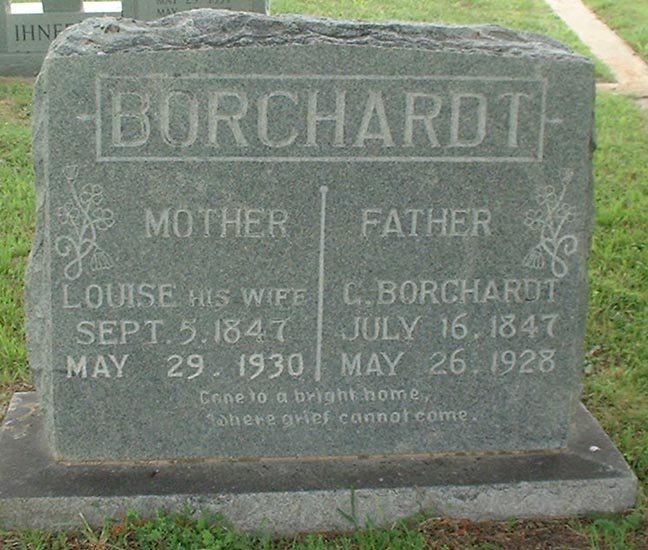 BORCHARDT
MOTHER
LOUISE HIS WIFE
SEPT. 5. 1847
MAY 29. 1930
FATHER
C. BORCHARDT
JULY 16. 1847
MAY 26. 1928
Gone to a bright home,
Where grief cannot come.